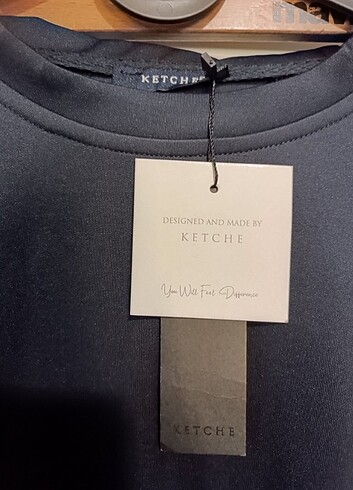 KETCHE
DESIGNED AND MADE BY
KETCHE
You Will Feel Difference
KETCHE